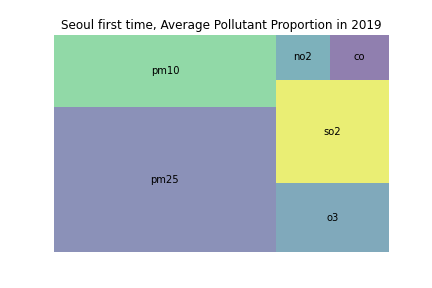 Seoul first time, Average Pollutant Proportion in 2019
pm10
no2
co
so2
pm25
o3